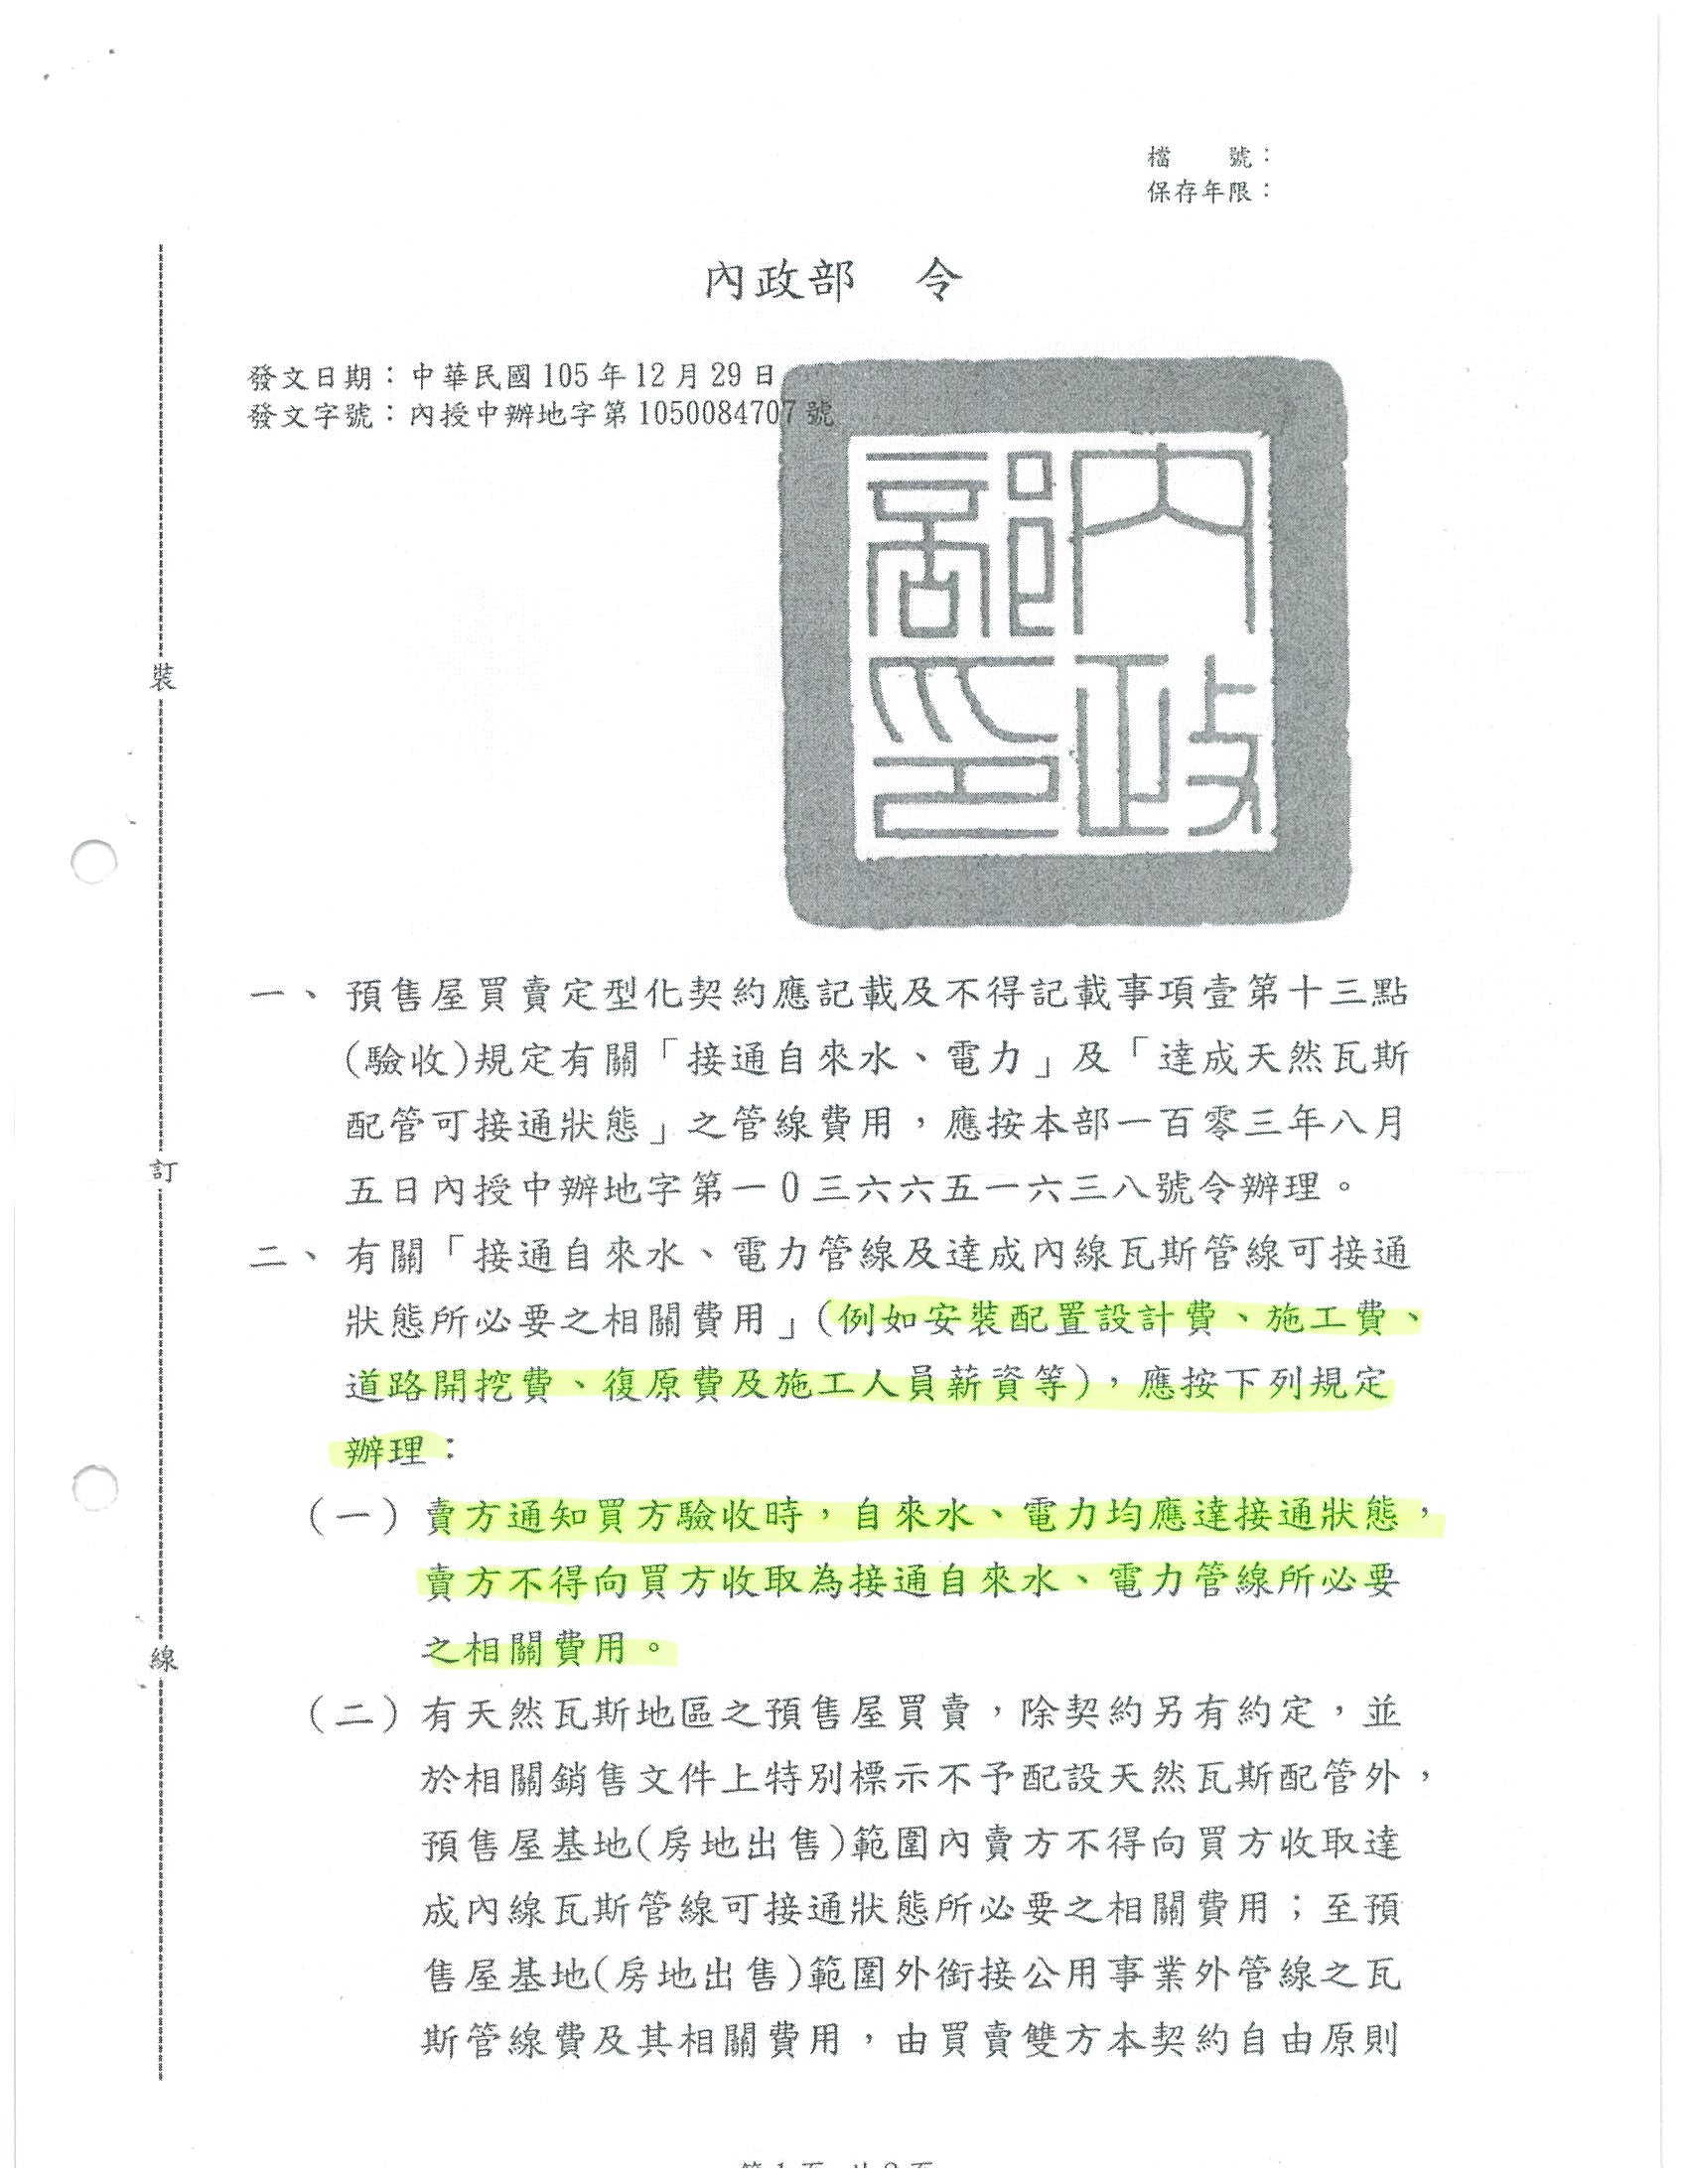 檔　　號：
保存年限：
內政部　令
發文日期：中華民國105年12月29日
發文字號：內授中辦地字第1050084707號
內政部印
一、預售屋買賣定型化契約應記載及不得記載事項壹第十三點
(驗收)規定有關「接通自來水、電力」及「達成天然瓦斯
配管可接通狀態」之管線費用，應按本部一百零三年八月
五日內授中辦地字第一0三六六五一六三八號令辦理。
二、有關「接通自來水、電力管線及達成內線瓦斯管線可接通
狀態所必要之相關費用」(例如安裝配置設計費、施工費、
道路開挖費、復原費及施工人員薪資等)，應按下列規定
辦理：
(一)賣方通知買方驗收時，自來水、電力均應達接通狀態，
賣方不得向買方收取為接通自來水、電力管線所必要
之相關費用。
(二)有天然瓦斯地區之預售屋買賣，除契約另有約定，並
於相關銷售文件上特別標示不予配設天然瓦斯配管外，
預售屋基地(房地出售)範圍內賣方不得向買方收取達
成內線瓦斯管線可接通狀態所必要之相關費用；至預
售屋基地(房地出售)範圍外銜接公用事業外管線之瓦
斯管線費及其相關費用，由買賣雙方本契約自由原則
裝
訂
線